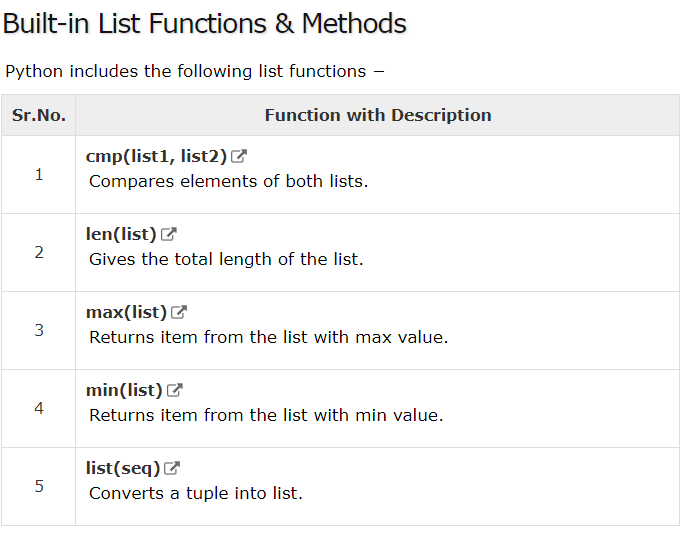 Built-in List Functions & Methods
Python includes the following list functions −
Sr.No. Function with Description
1
cmp(list1, list2)
Compares elements of both lists.
2
len(list)
Gives the total length of the list.
3
max(list)
Returns item from the list with max value.
4
min(list)
Returns item from the list with min value.
5
list(seq)
Converts a tuple into list.